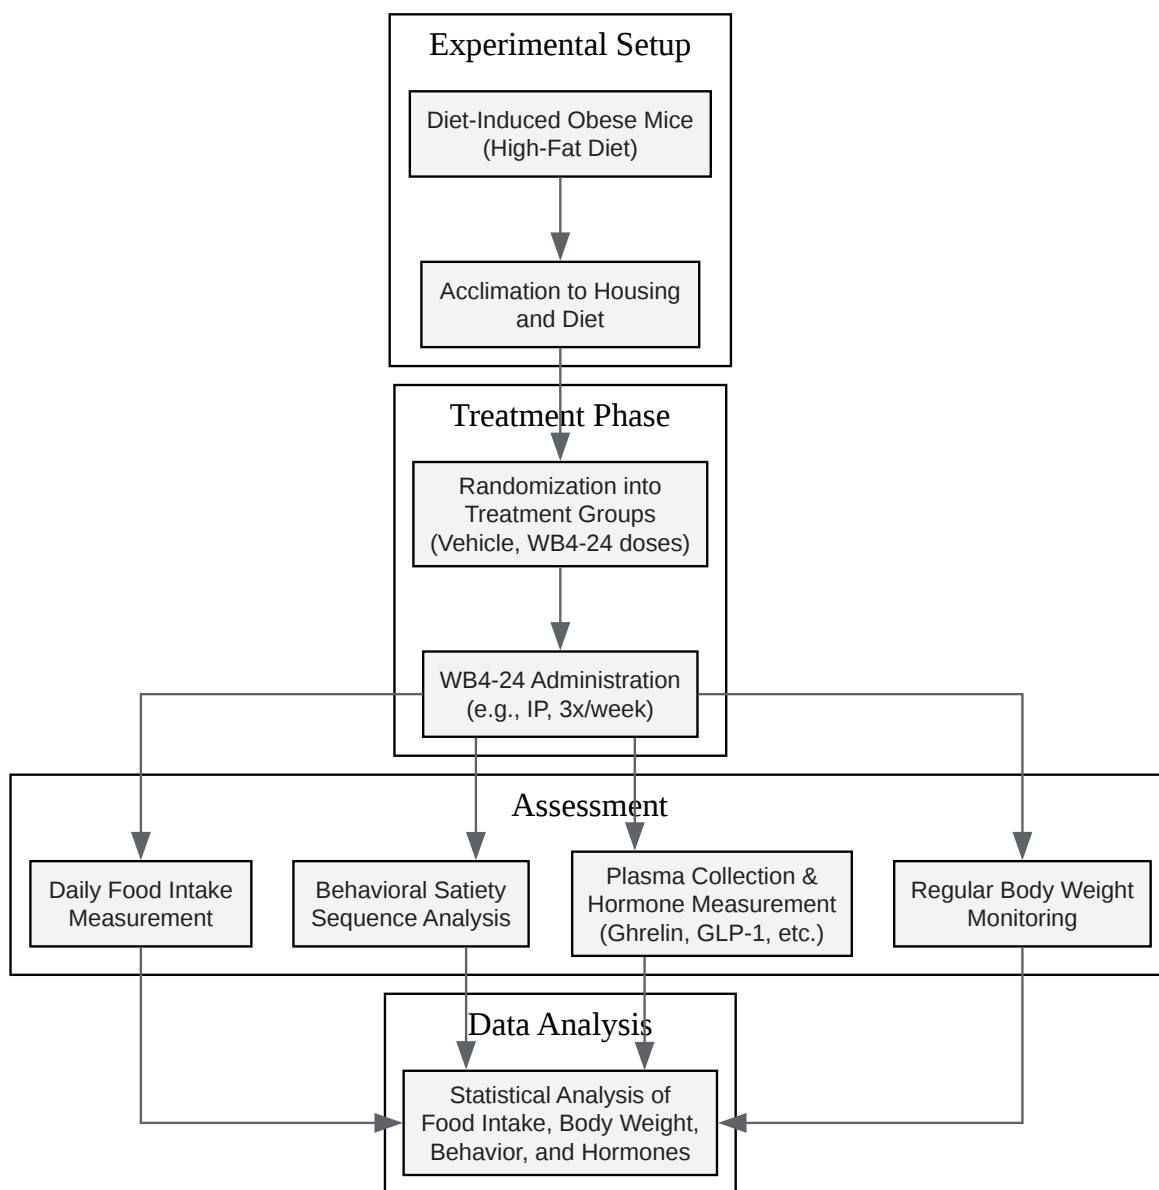 Experimental Setup
Diet-Induced Obese Mice
(High-Fat Diet)
Acclimation to Housing
and Diet
Treatment Phase
Randomization into
Treatment Groups
(Vehicle, WB4-24 doses)
WB4-24 Administration
(e.g., IP, 3x/week)
Assessment
Daily Food Intake
Measurement
Behavioral Satiety
Sequence Analysis
Plasma Collection &
Hormone Measurement
(Ghrelin, GLP-1, etc.)
Regular Body Weight
Monitoring
Data Analysis
Statistical Analysis of
Food Intake, Body Weight,
Behavior, and Hormones